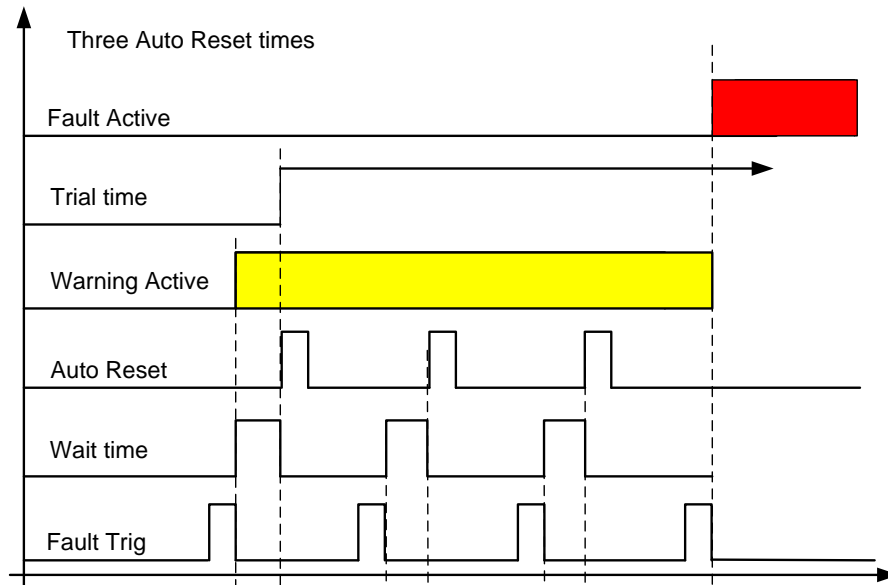 Three Auto Reset times
Fault Active
Trial time
Warning Active
Auto Reset
Wait time
Fault Trig